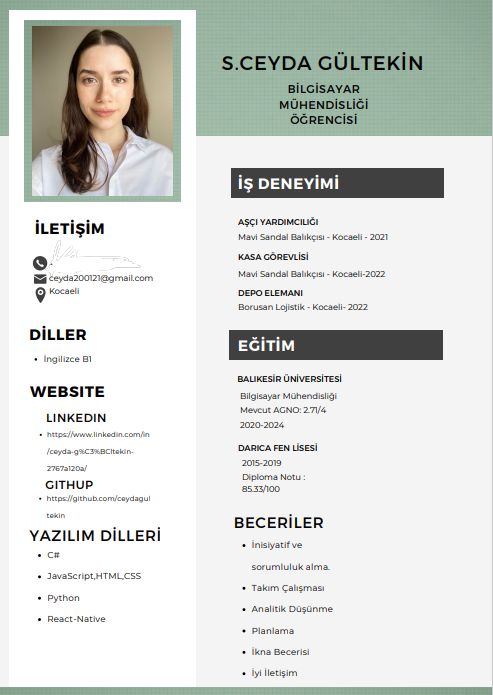 S.CEYDA GÜLTEKİN
BİLGİSAYAR
MÜHENDİSLİĞİ
ÖĞRENCİSİ
İLETİŞİM
ceyda200121@gmail.com
Kocaeli
DİLLER
İngilizce B1
WEBSITE
LINKEDIN
https://www.linkedin.com/in
/ceyda-g%C3%BCltekin-
2767a120a/
GITHUP
https://github.com/ceydagul
tekin
YAZILIM DİLLERİ
C#
JavaScript,HTML,CSS
Python
React-Native
İŞ DENEYİMİ
AŞÇI YARDIMCILIĞI
Mavi Sandal Balıkçısı - Kocaeli - 2021
KASA GÖREVLİSİ
Mavi Sandal Balıkçısı - Kocaeli-2022
DEPO ELEMANI
Borusan Lojistik - Kocaeli- 2022
EĞİTİM
BALIKESİR ÜNİVERSİTESİ
Bilgisayar Mühendisliği
Mevcut AGNO: 2.71/4
2020-2024
DARICA FEN LİSESİ
2015-2019
Diploma Notu :
85.33/100
BECERİLER
İnisiyatif ve
sorumluluk alma.
Takım Çalışması
Analitik Düşünme
Planlama
İkna Becerisi
İyi İletişim